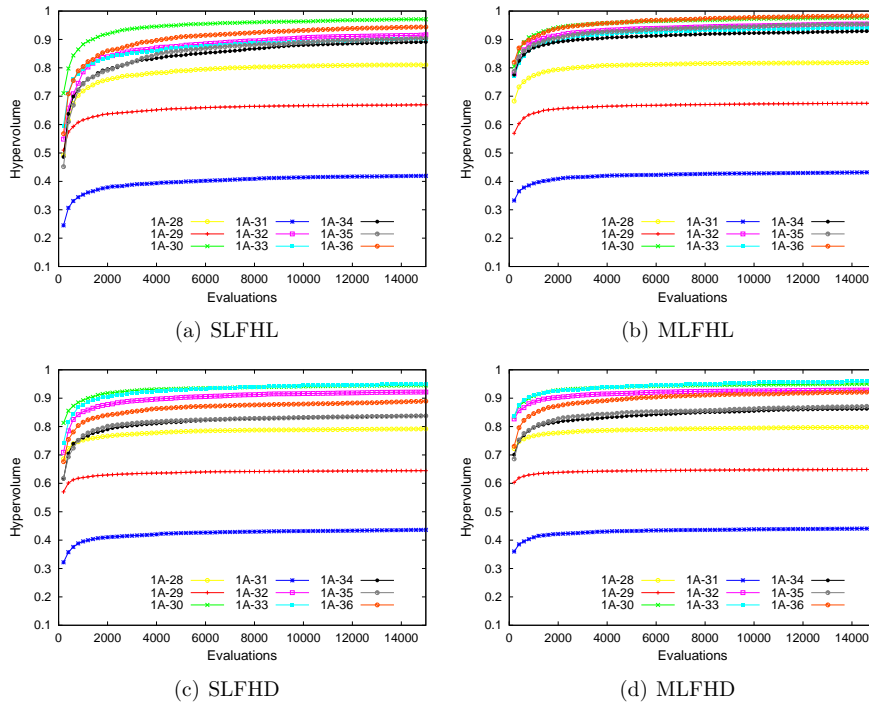 1
0.9
0.8
0.7
0.6
0.5
0.4
0.3
0.2
0.1
Hypervolume
1A-28 1A-31 1A-34
1A-29 1A-32 1A-35
1A-30 1A-33 1A-36
0 2000 4000 6000 8000 10000 12000 14000
Evaluations
(a) SLFHL
1
0.9
0.8
0.7
0.6
0.5
0.4
0.3
0.2
0.1
Hypervolume
1A-28 1A-31 1A-34
1A-29 1A-32 1A-35
1A-30 1A-33 1A-36
0 2000 4000 6000 8000 10000 12000 14000
Evaluations
(b) MLFHL
1
0.9
0.8
0.7
0.6
0.5
0.4
0.3
0.2
0.1
Hypervolume
1A-28 1A-31 1A-34
1A-29 1A-32 1A-35
1A-30 1A-33 1A-36
0 2000 4000 6000 8000 10000 12000 14000
Evaluations
(c) SLFHD
1
0.9
0.8
0.7
0.6
0.5
0.4
0.3
0.2
0.1
Hypervolume
1A-28 1A-31 1A-34
1A-29 1A-32 1A-35
1A-30 1A-33 1A-36
0 2000 4000 6000 8000 10000 12000 14000
Evaluations
(d) MLFHD